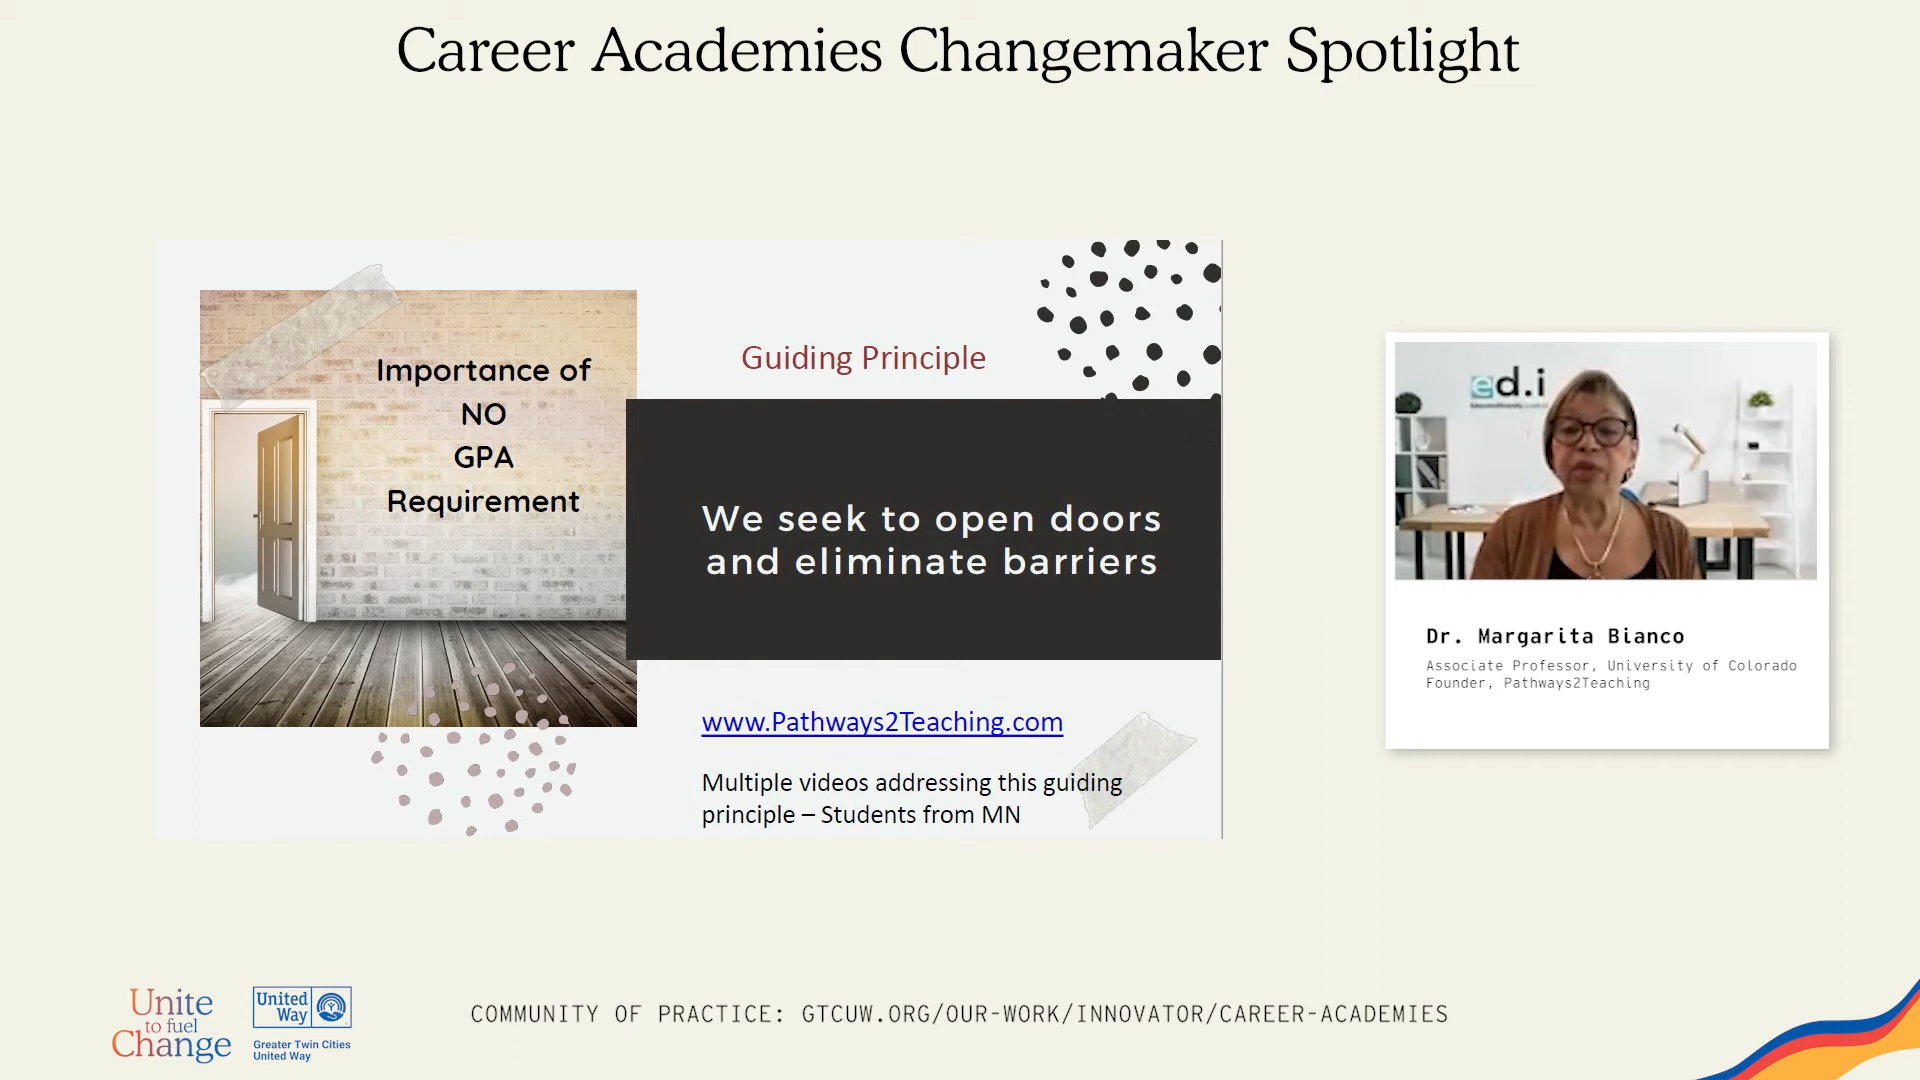 Career Academies Changemaker Spotlight
Importance of
NO
GPA
Requirement
Guiding Principle
We seek to open doors
and eliminate barriers
www.Pathways2Teaching.com
Multiple videos addressing this guiding
principle – Students from MN
ed.i
Dr. Margarita Bianco
Associate Professor, University of Colorado
Founder, Pathways2Teaching
Unite
to fuel
Change
United
Way
Greater Twin Cities
United Way
COMMUNITY OF PRACTICE: GTCUW.ORG/OUR-WORK/INNOVATOR/CAREER-ACADEMIES